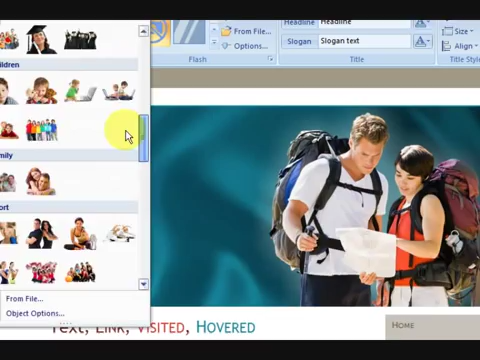 From File...
Options...
Flash
Headline
Headline
Slogan
Slogan text
Title
Size
Align
Title Style
ildren
mily
ort
From File...
Object Options...
Text, Link, Visited, Hovered
Home